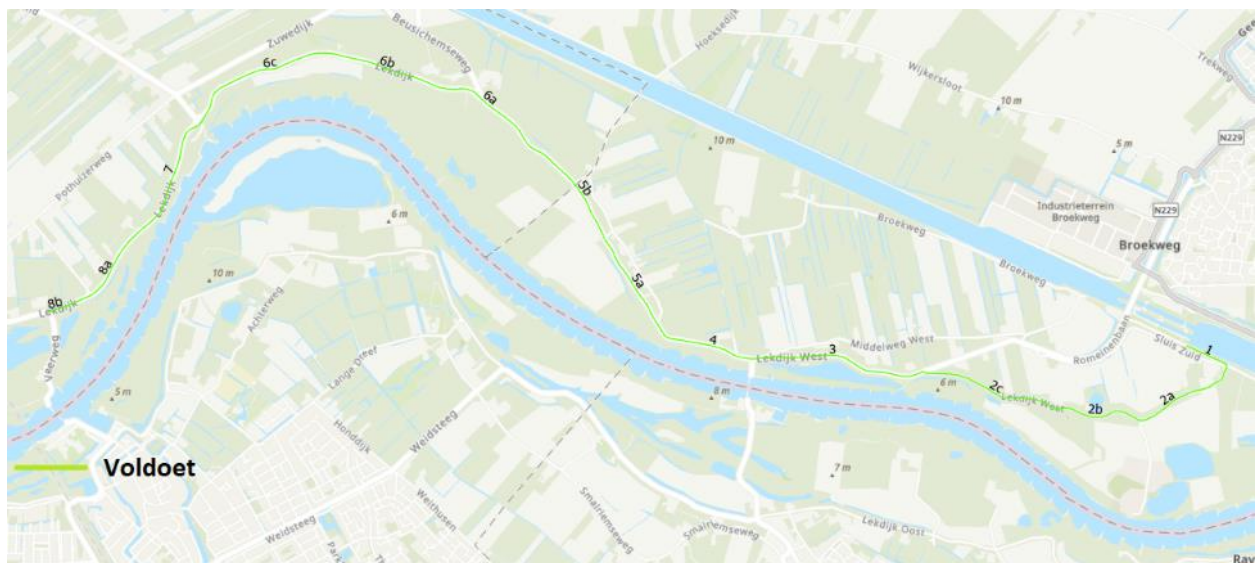 Zuwedijk
Beusichemseweg
Hoeksedijk
Trekweg
6c
6b
Lekdijk
6a
Wijkersloot
10 m
N229
10 m
5 m
Pothuizerweg
7
Lekdijk
5b
Industrieterrein
Broekweg
N229
6 m
Broekweg
Broekweg
8a
10 m
5a
Broekweg
8b
Lekdijk
Achterweg
4
3
Middelweg West
Sluis Zuid
1
Lekdijk West
Romeinenbaan
Veerweg
Lange Dreef
5 m
8 m
6 m
2c
Lekdijk West
2b
2a
Honddijk
Weidsteeg
Voldoet
7 m
Weithusen
Smalriemseweg
Weidsteeg
Smalriemseweg
Lekdijk Oost
Park